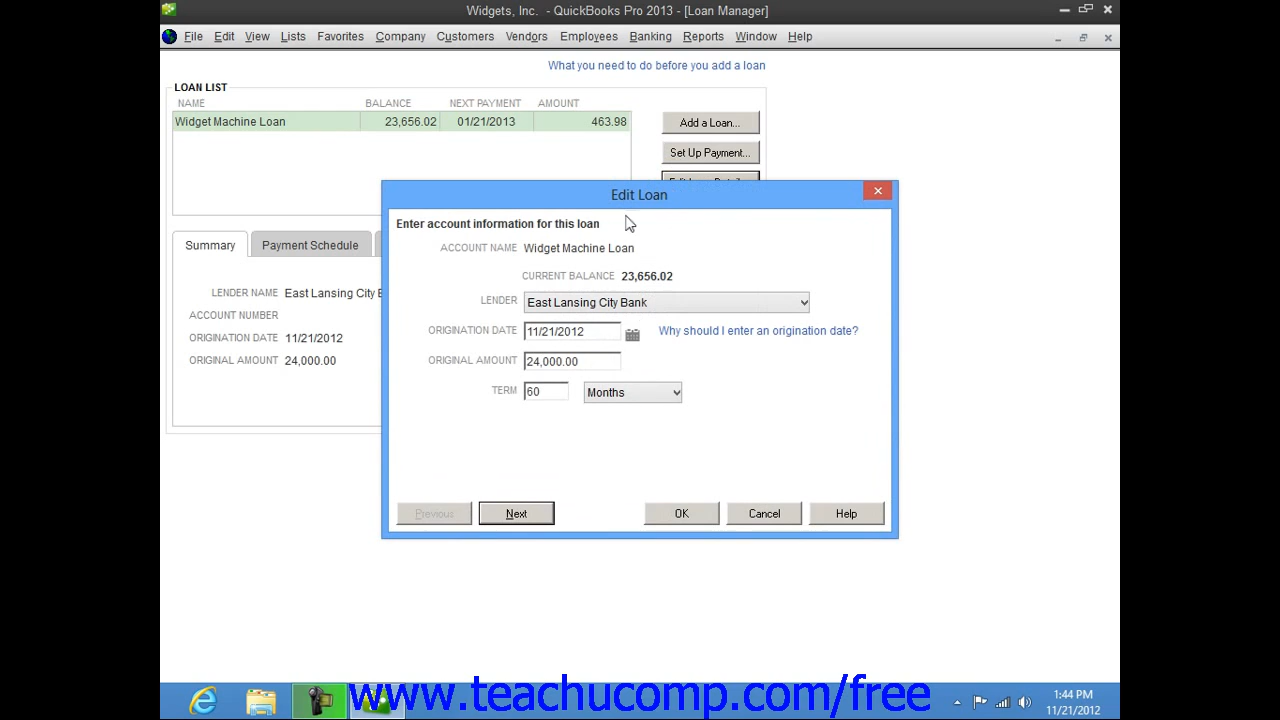 Widgets, Inc. - QuickBooks Pro 2013 - [Loan Manager]
File Edit View Lists Favorites Company Customers Vendors Employees Banking Reports Window Help
What you need to do before you add a loan
LOAN LIST
NAME BALANCE NEXT PAYMENT AMOUNT
Widget Machine Loan 23,656.02 01/21/2013 463.98
Add a Loan...
Set Up Payment...
Summary Payment Schedule
LENDER NAME East Lansing City
ACCOUNT NUMBER
ORIGINATION DATE 11/21/2012
ORIGINAL AMOUNT 24,000.00
Edit Loan
Enter account information for this loan
ACCOUNT NAME Widget Machine Loan
CURRENT BALANCE 23,656.02
LENDER East Lansing City Bank
ORIGINATION DATE 11/21/2012 Why should I enter an origination date?
ORIGINAL AMOUNT 24,000.00
TERM 60 Months
Previous Next OK Cancel Help
www.teachucomp.com/free
1:44 PM
11/21/2012